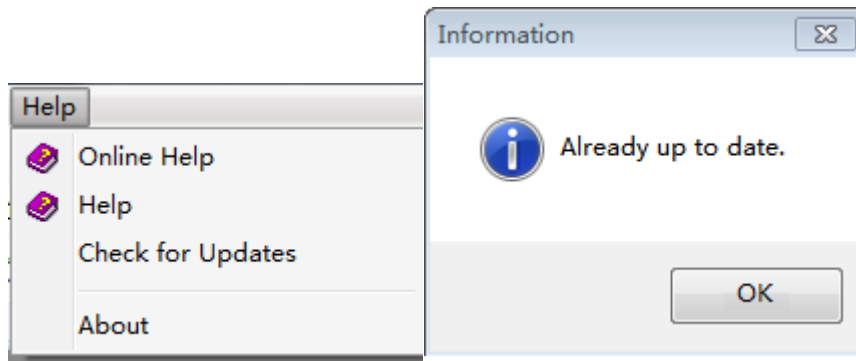 Help
Online Help
Help
Check for Updates
About
Information
Already up to date.
OK